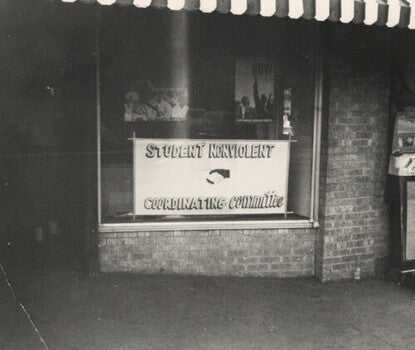 STUDENT NONVIOLENT
COORDINATING COMMITTEE